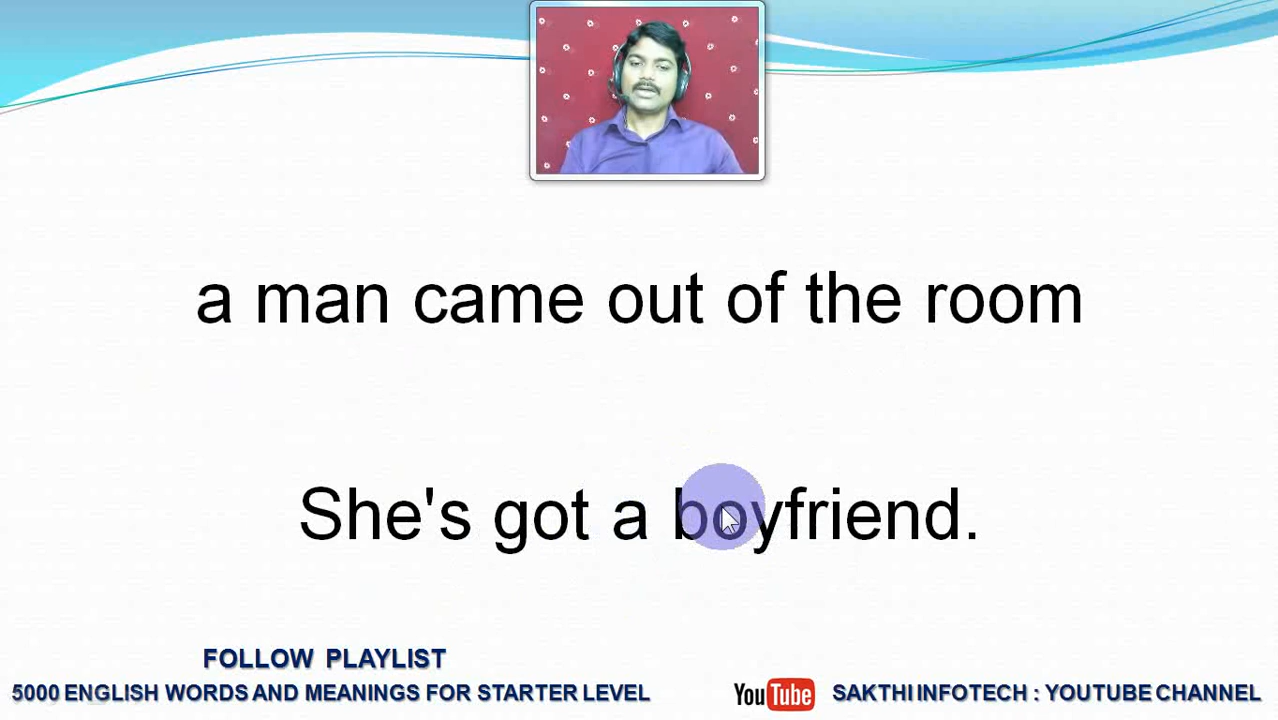 a man came out of the room
She's got a boyfriend.
FOLLOW PLAYLIST
5000 ENGLISH WORDS AND MEANINGS FOR STARTER LEVEL
YouTube SAKTHI INFOTECH : YOUTUBE CHANNEL